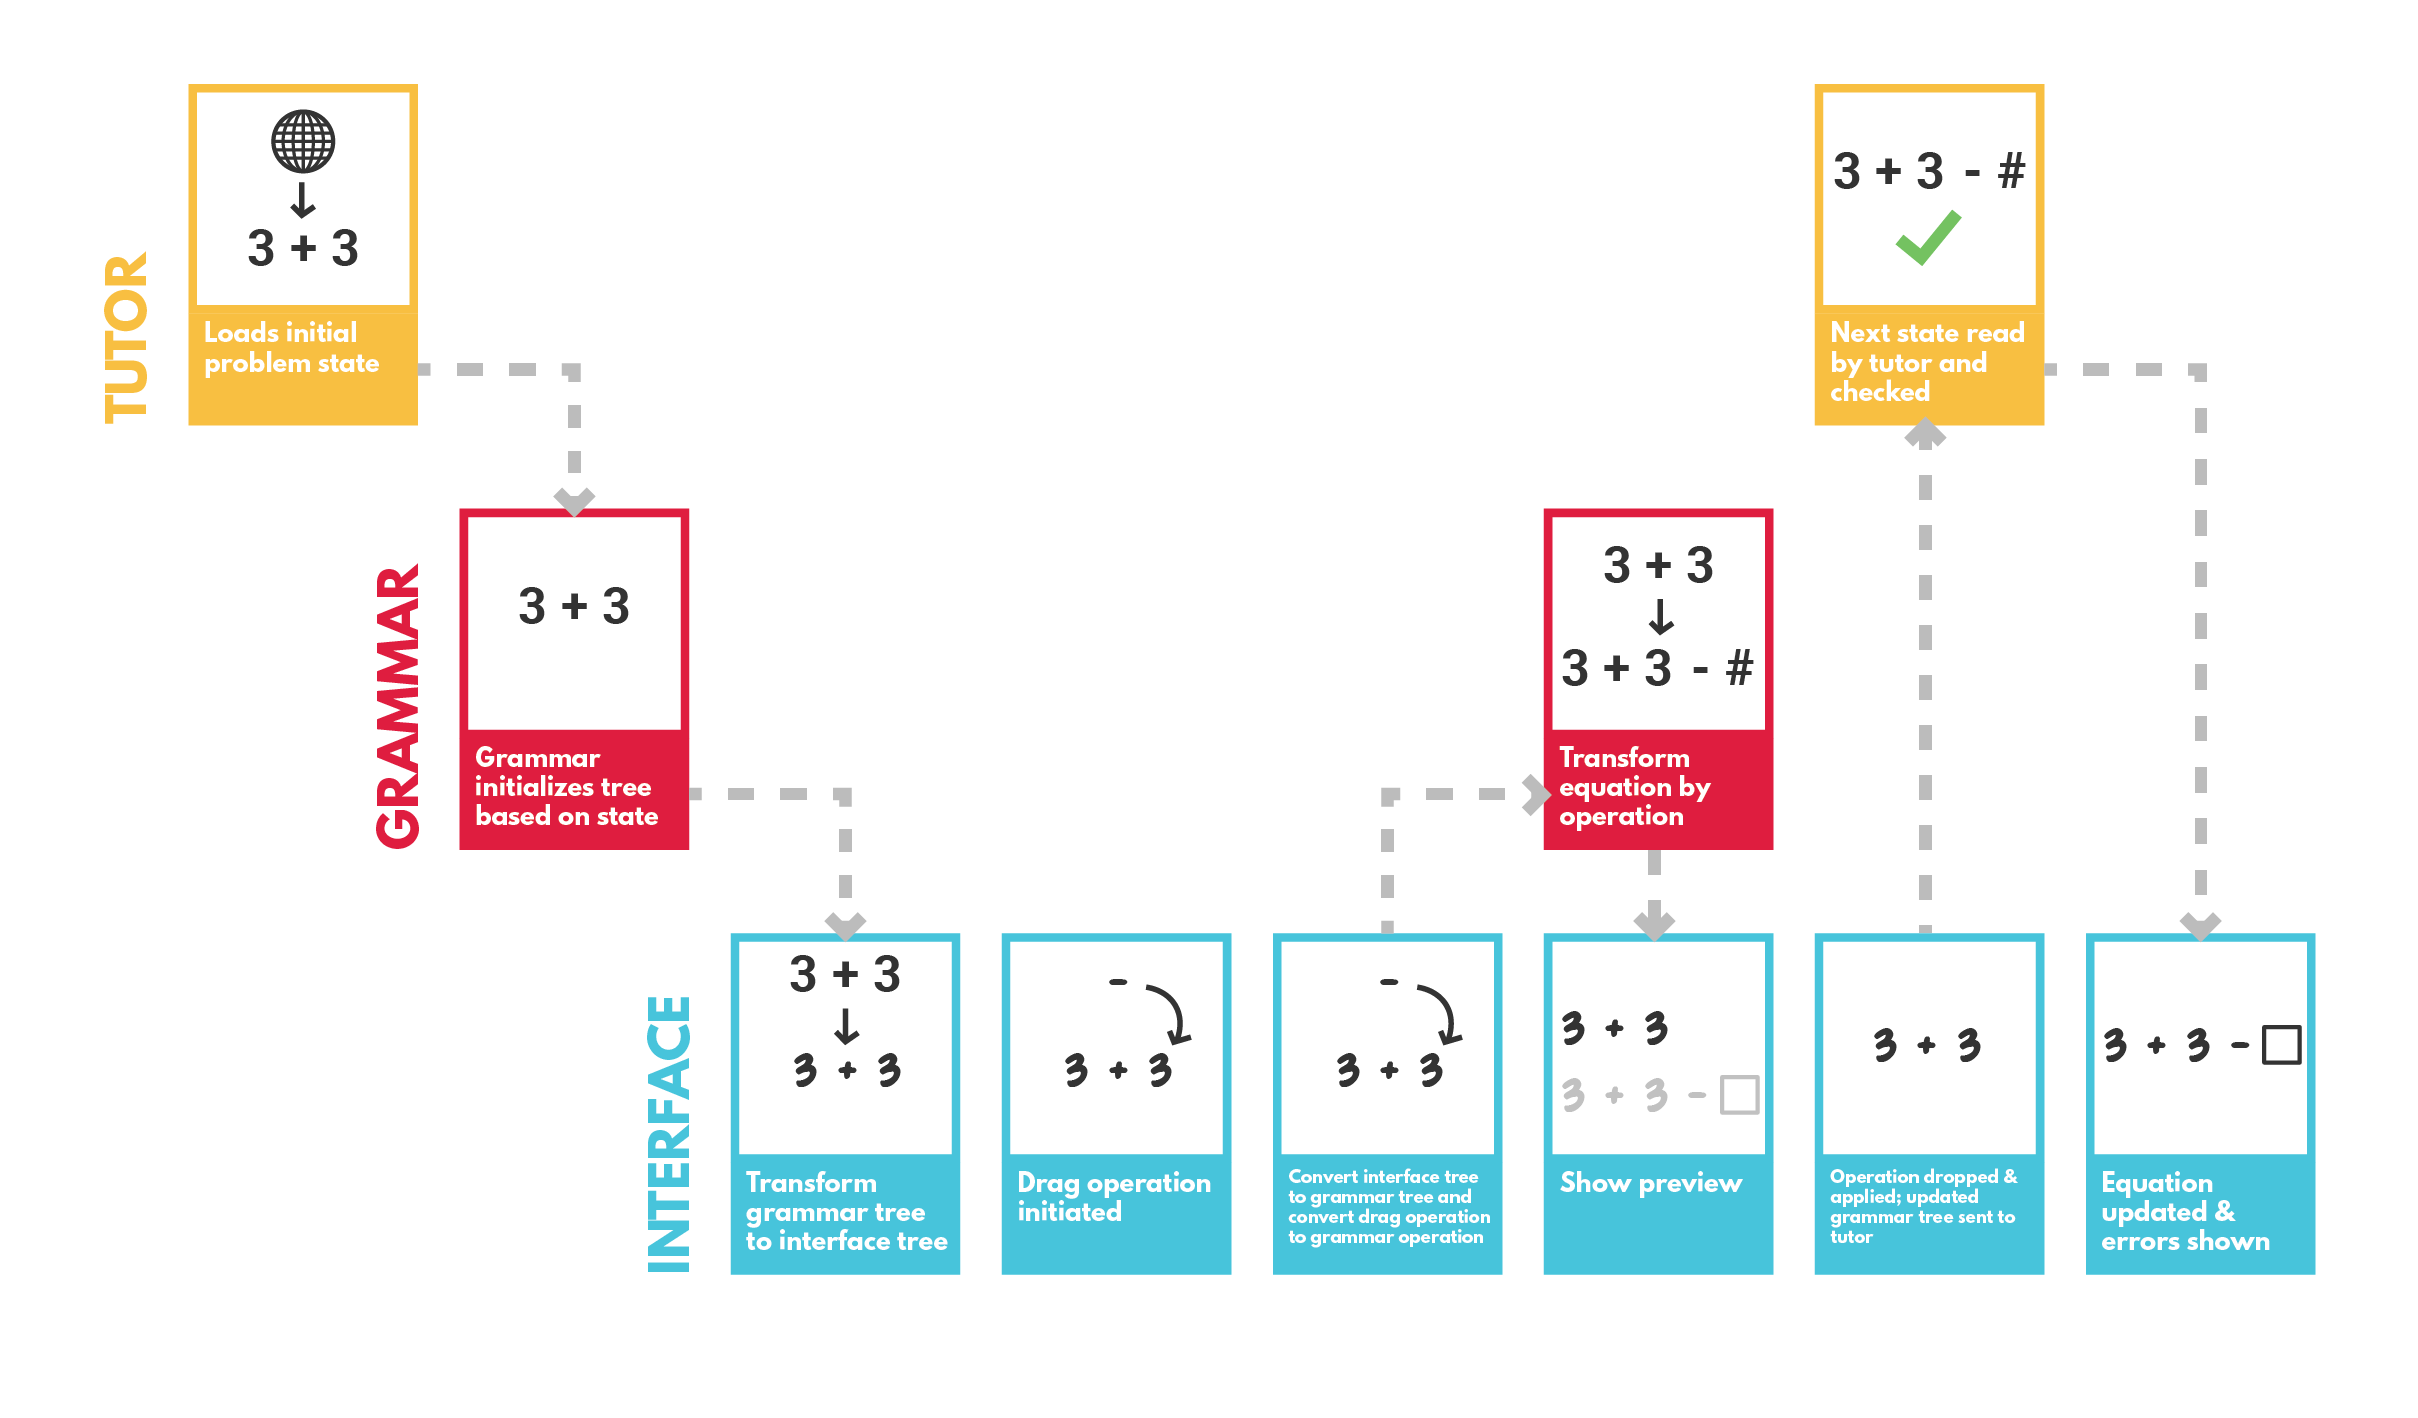 TUTOR
3 + 3
Loads initial
problem state
3 + 3 - #
Next state read
by tutor and
checked
GRAMMAR
3 + 3
Grammar
initializes tree
based on state
3 + 3
3 + 3 - #
Transform
equation by
operation
INTERFACE
3 + 3
3 + 3
Transform
grammar tree
to interface tree
-
3 + 3
Drag operation
initiated
-
3 + 3
Convert interface tree
to grammar tree and
convert drag operation
to grammar operation
3 + 3
3 + 3 - □
Show preview
3 + 3
Operation dropped &
applied; updated
grammar tree sent to
tutor
3 + 3 - □
Equation
updated &
errors shown